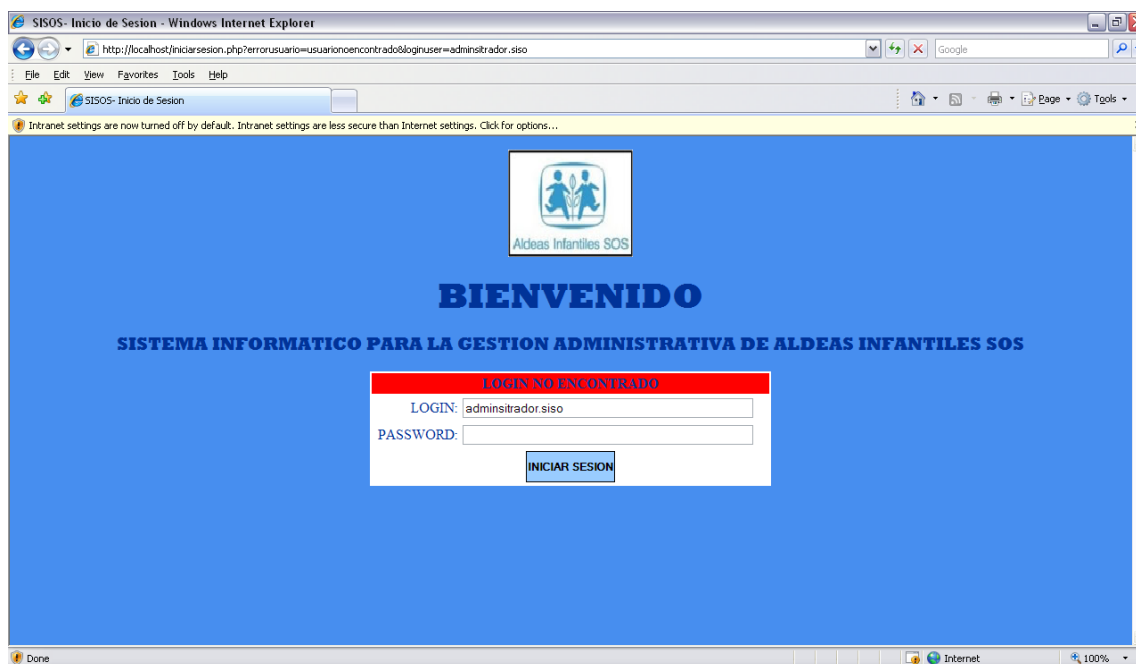 SISOS- Inicio de Sesion - Windows Internet Explorer
http://localhost/iniciarsesion.php?errorusuario=usuarionoencontrado&loginuser=adminsitrador.siso
Google
File Edit View Favorites Tools Help
SISOS- Inicio de Sesion
Page Tools
Intranet settings are now turned off by default. Intranet settings are less secure than Internet settings. Click for options...
Aldeas Infantiles SOS
BIENVENIDO
SISTEMA INFORMATICO PARA LA GESTION ADMINISTRATIVA DE ALDEAS INFANTILES SOS
LOGIN NO ENCONTRADO
LOGIN: adminsitrador.siso
PASSWORD:
INICIAR SESION
Done Internet 100%